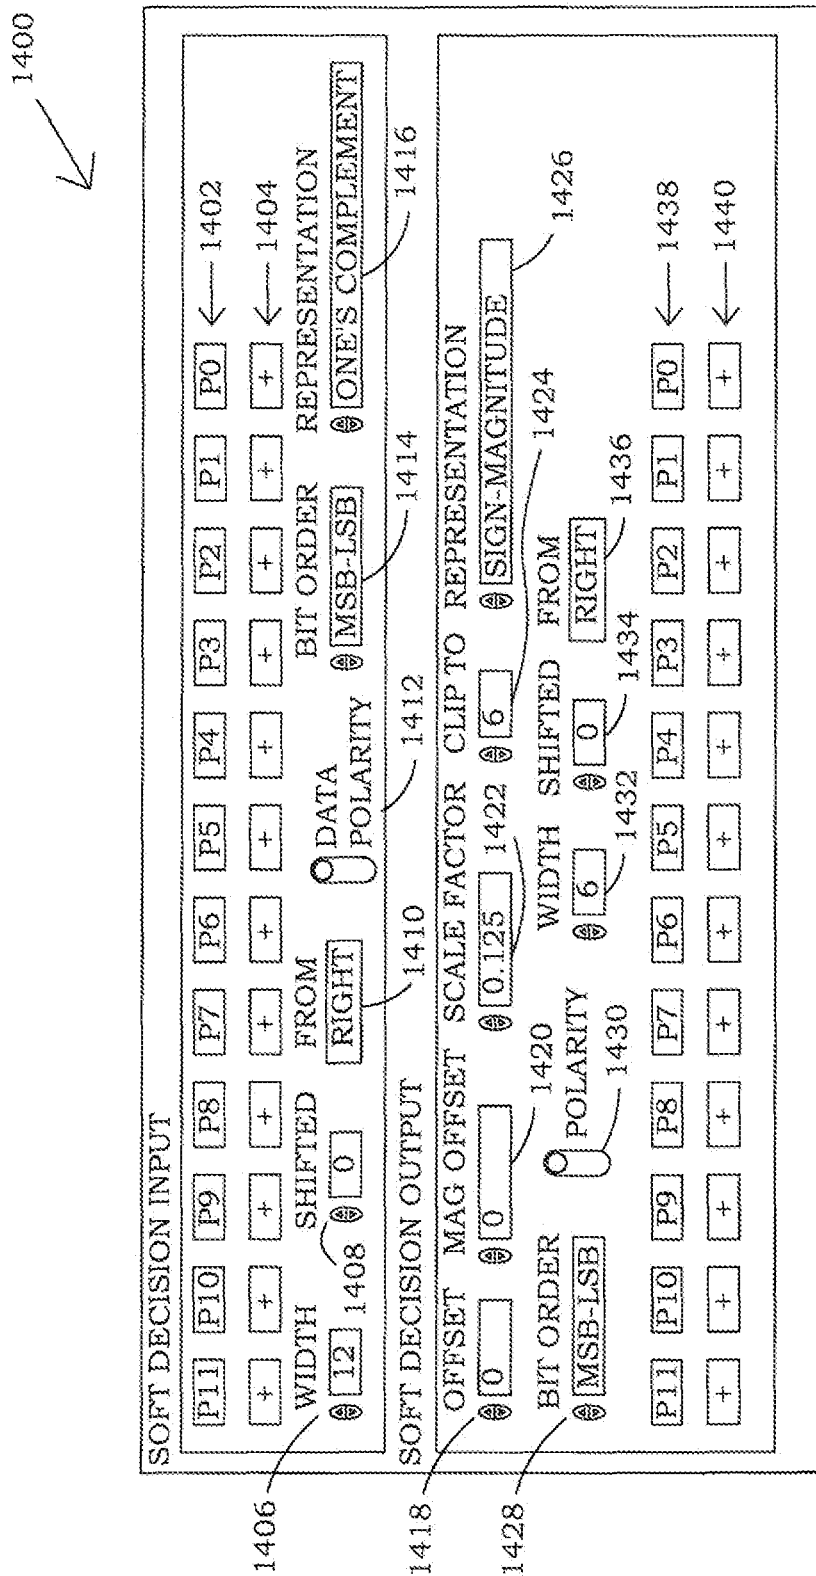 1400
SOFT DECISION INPUT
P11 P10 P9 P8 P7 P6 P5 P4 P3 P2 P1 P0 1402
+ + + + + + + + + + + + 1404
WIDTH SHIFTED FROM DATA POLARITY BIT ORDER REPRESENTATION
12 0 RIGHT MSB-LSB ONE'S COMPLEMENT
1406 1408 1410 1412 1414 1416
SOFT DECISION OUTPUT
OFFSET MAG OFFSET SCALE FACTOR CLIP TO REPRESENTATION
0 0 0.125 6 SIGN-MAGNITUDE
1418 1420 1422 1424 1426
BIT ORDER POLARITY WIDTH SHIFTED FROM
MSB-LSB 6 0 RIGHT
1428 1430 1432 1434 1436
P11 P10 P9 P8 P7 P6 P5 P4 P3 P2 P1 P0 1438
+ + + + + + + + + + + + 1440